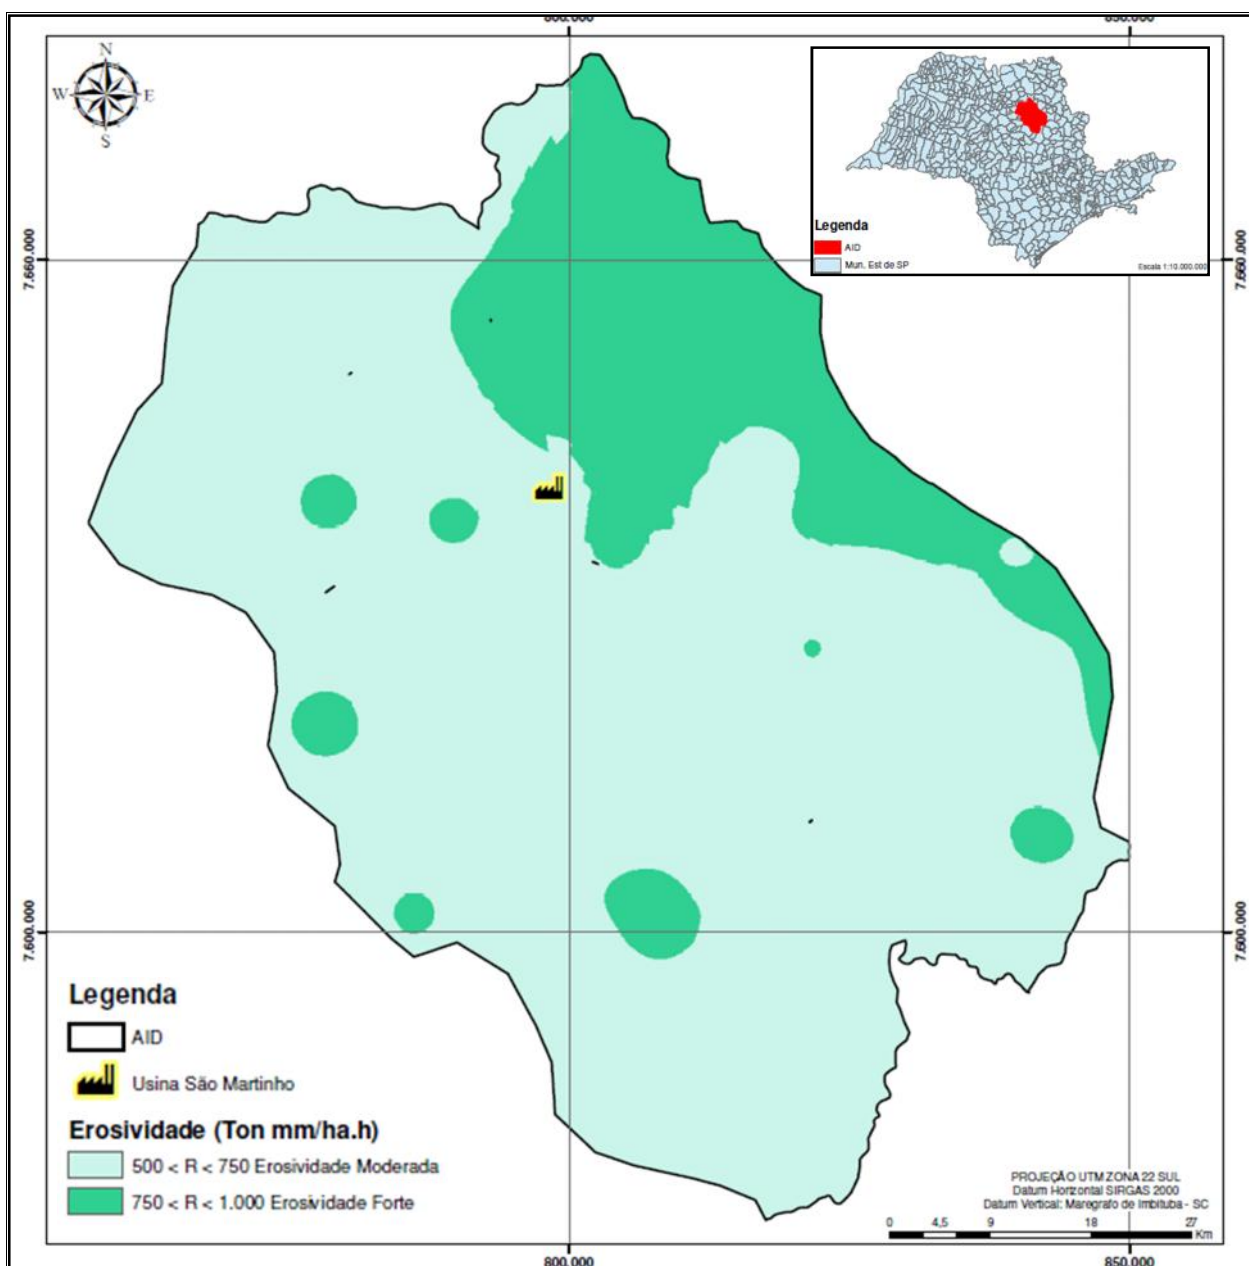 800.000
850.000
N
W
E
S
Legenda
AID
Mun. Est de SP
Escala 1:10.000.000
7.660.000
7.660.000
7.600.000
7.600.000
Legenda
AID
Usina São Martinho
Erosividade (Ton mm/ha.h)
500 < R < 750 Erosividade Moderada
750 < R < 1.000 Erosividade Forte
PROJEÇÃO UTM ZONA 22 SUL
Datum Horizontal SIRGAS 2000
Datum Vertical: Maregrafo de Imbituba - SC
0 4,5 9 18 27
Km
800.000
850.000